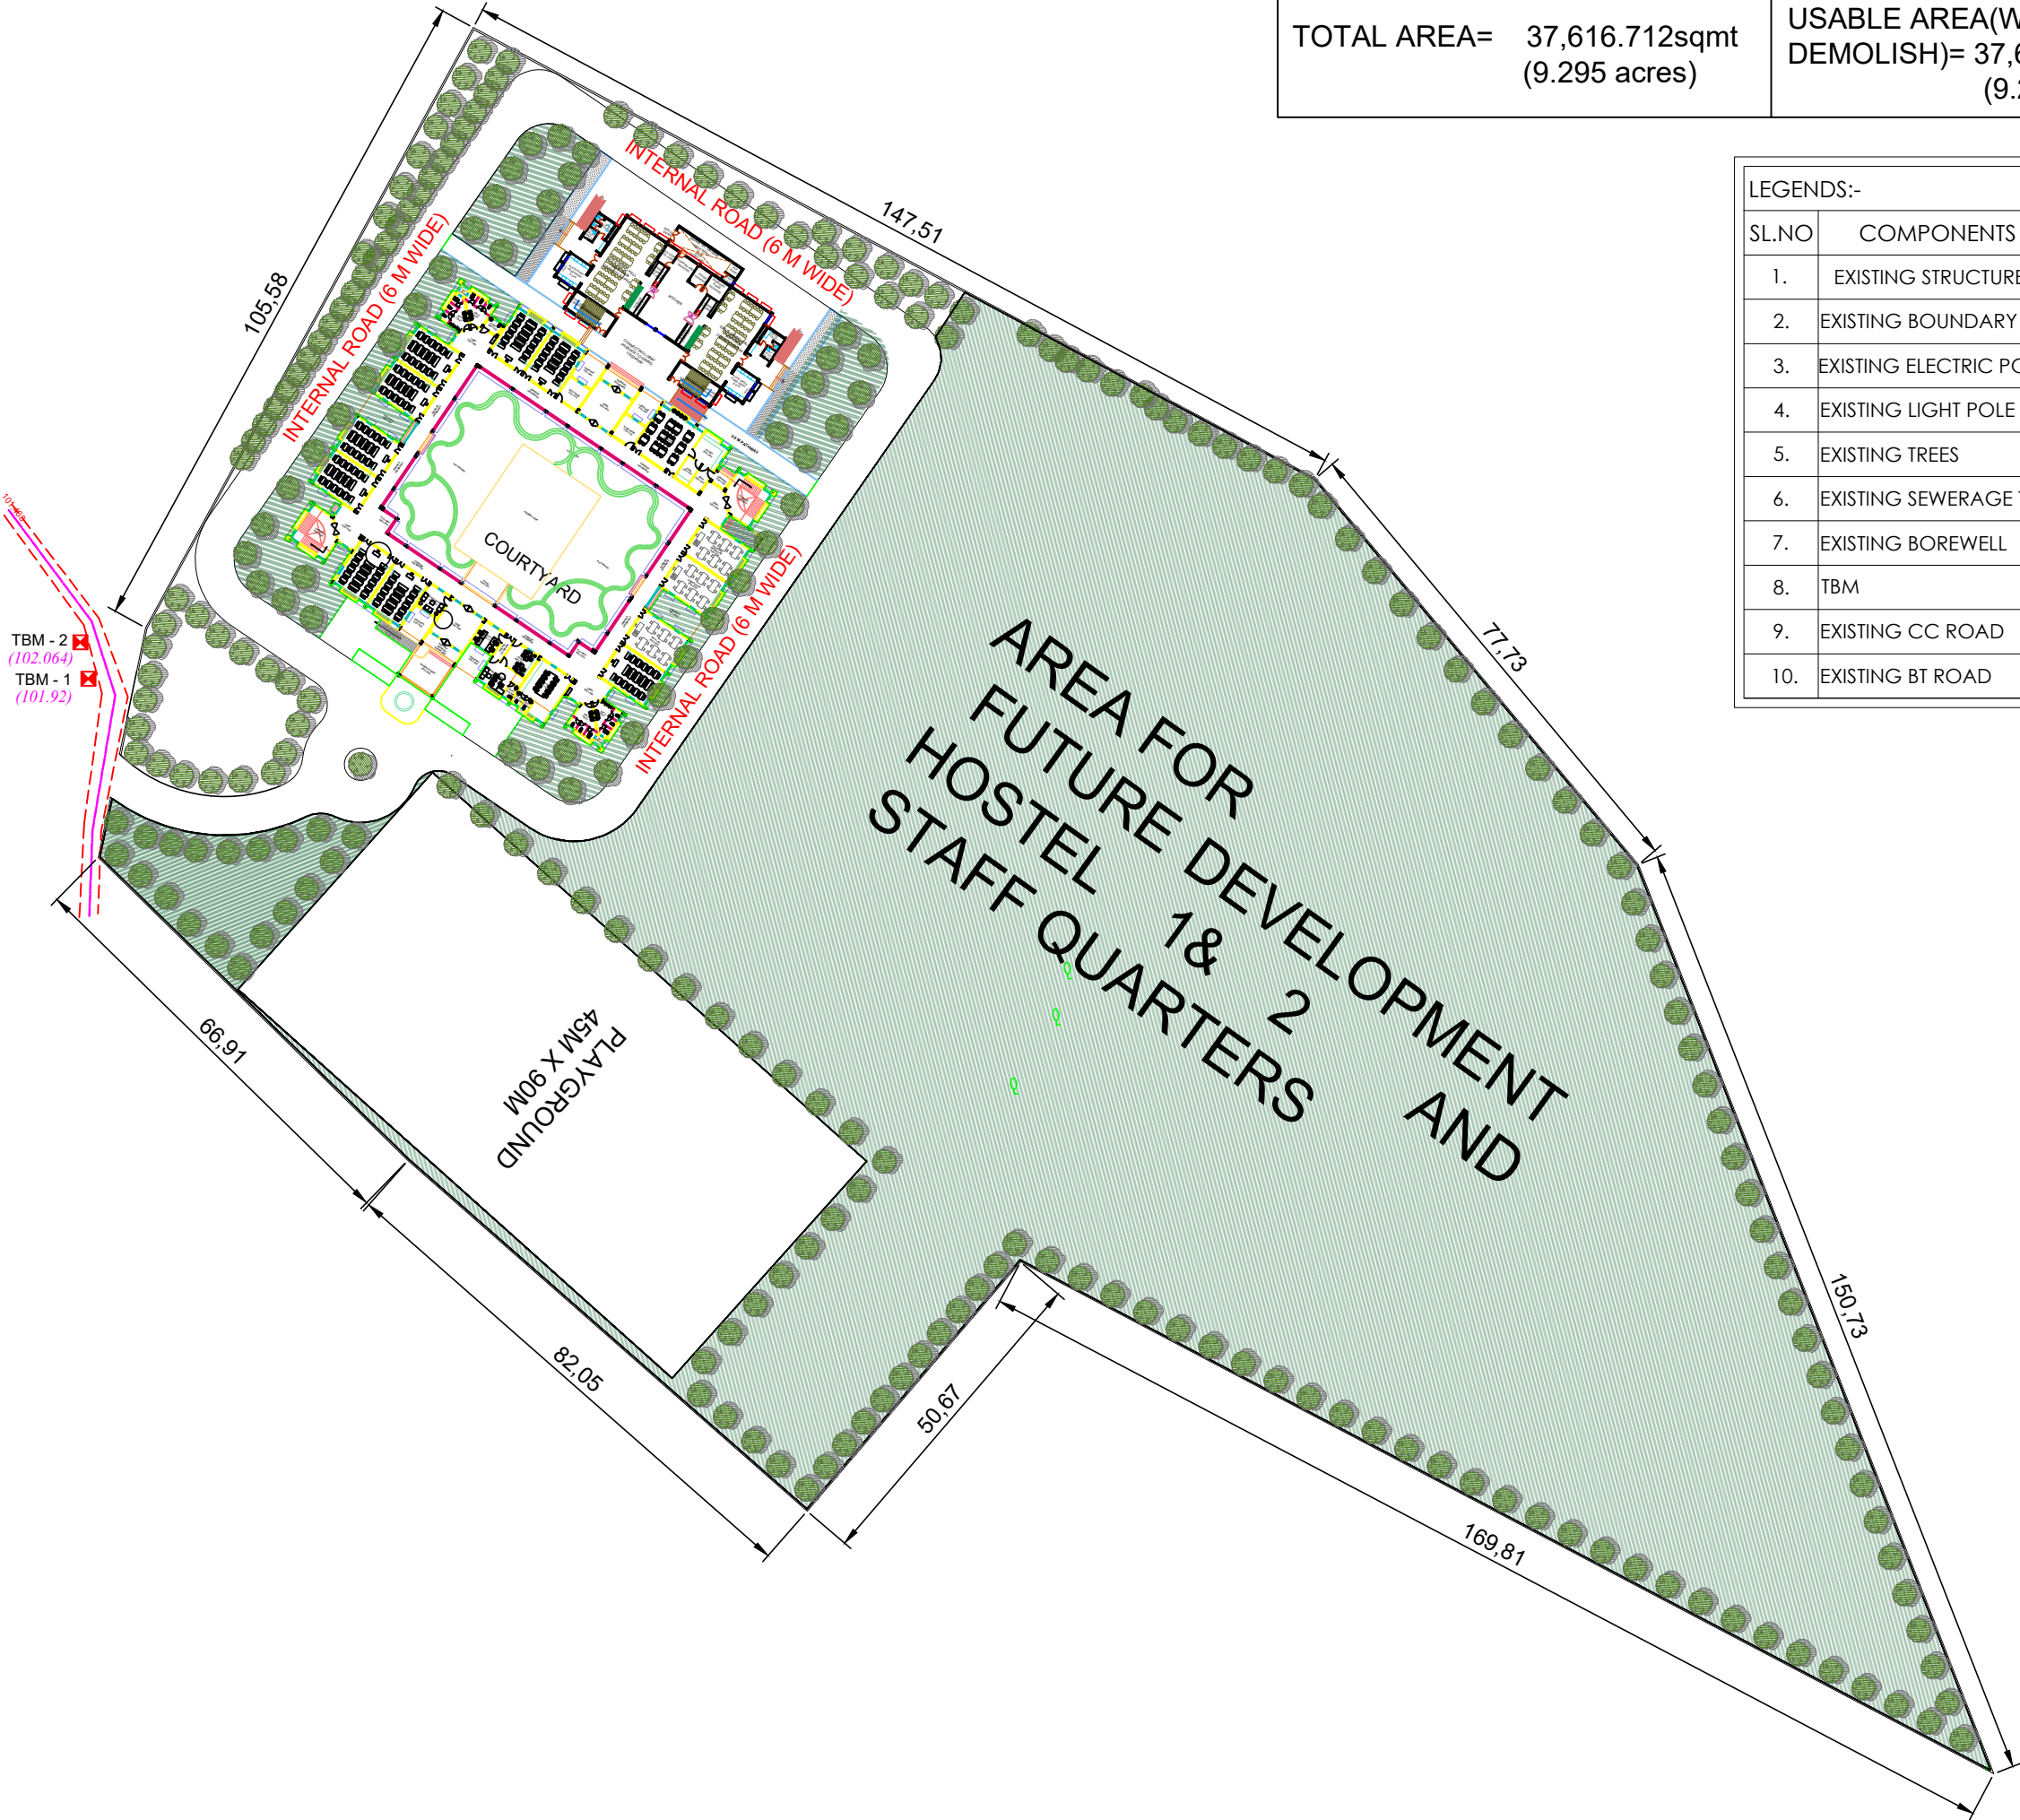 TOTAL AREA= 37,616.712sqmt
(9.295 acres)
USABLE AREA(W
DEMOLISH)= 37,6
(9.2
LEGENDS:-
SL.NO COMPONENTS
1. EXISTING STRUCTURE
2. EXISTING BOUNDARY
3. EXISTING ELECTRIC PO
4. EXISTING LIGHT POLE
5. EXISTING TREES
6. EXISTING SEWERAGE T
7. EXISTING BOREWELL
8. TBM
9. EXISTING CC ROAD
10. EXISTING BT ROAD
147,51
105,58
INTERNAL ROAD (6 M WIDE)
INTERNAL ROAD (6 M WIDE)
INTERNAL ROAD (6 M WIDE)
COURTYARD
KITCHEN
TBM - 2
(102.064)
TBM - 1
(101.92)
77,73
AREA FOR
FUTURE DEVELOPMENT
HOSTEL 1& 2 AND
STAFF QUARTERS
Q
Q
Q
PLAYGROUND
45M X 90M
66,91
82,05
50,67
169,81
150,73